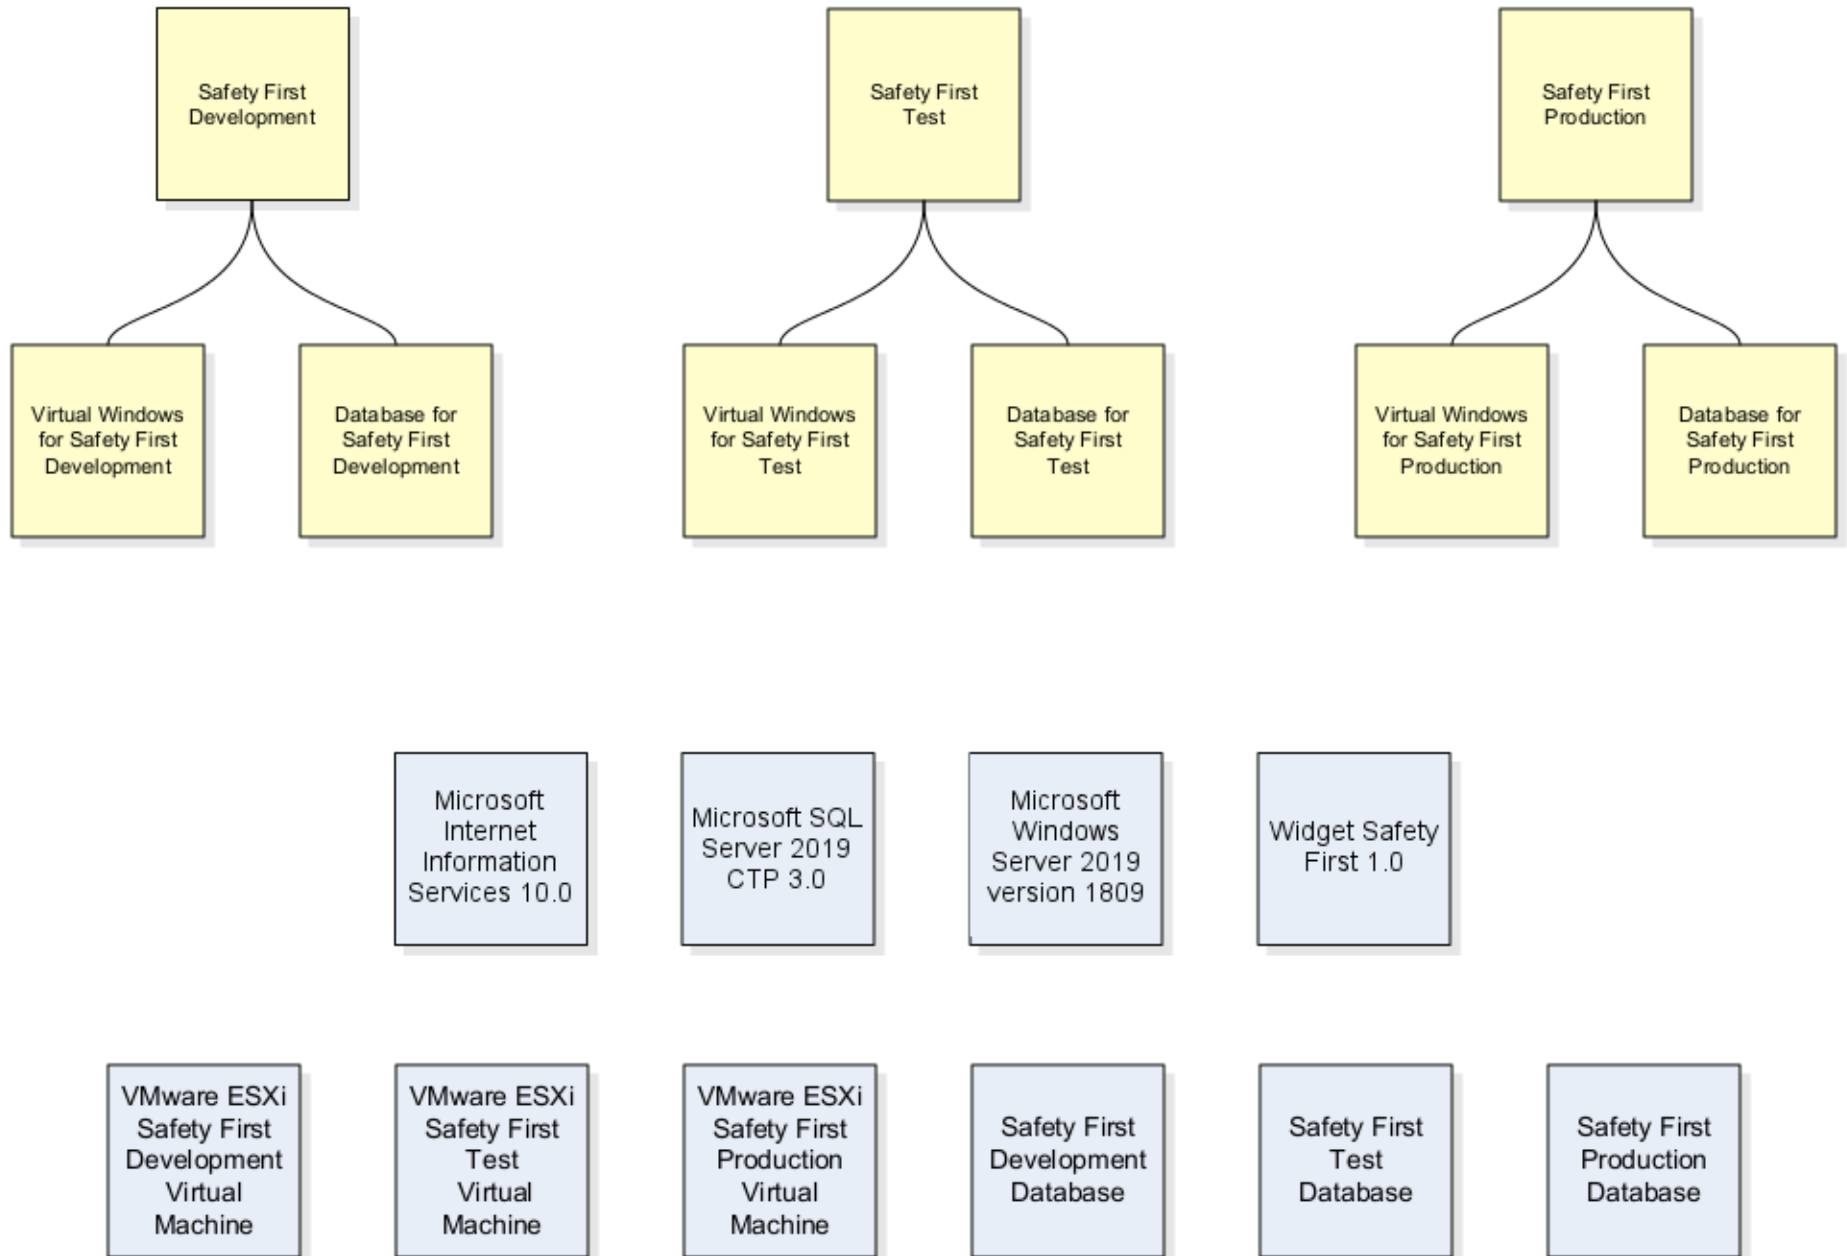 Safety First
Development
Safety First
Test
Safety First
Production
Virtual Windows
for Safety First
Development
Database for
Safety First
Development
Virtual Windows
for Safety First
Test
Database for
Safety First
Test
Virtual Windows
for Safety First
Production
Database for
Safety First
Production
Microsoft
Internet
Information
Services 10.0
Microsoft SQL
Server 2019
CTP 3.0
Microsoft
Windows
Server 2019
version 1809
Widget Safety
First 1.0
VMware ESXi
Safety First
Development
Virtual
Machine
VMware ESXi
Safety First
Test
Virtual
Machine
VMware ESXi
Safety First
Production
Virtual
Machine
Safety First
Development
Database
Safety First
Test
Database
Safety First
Production
Database